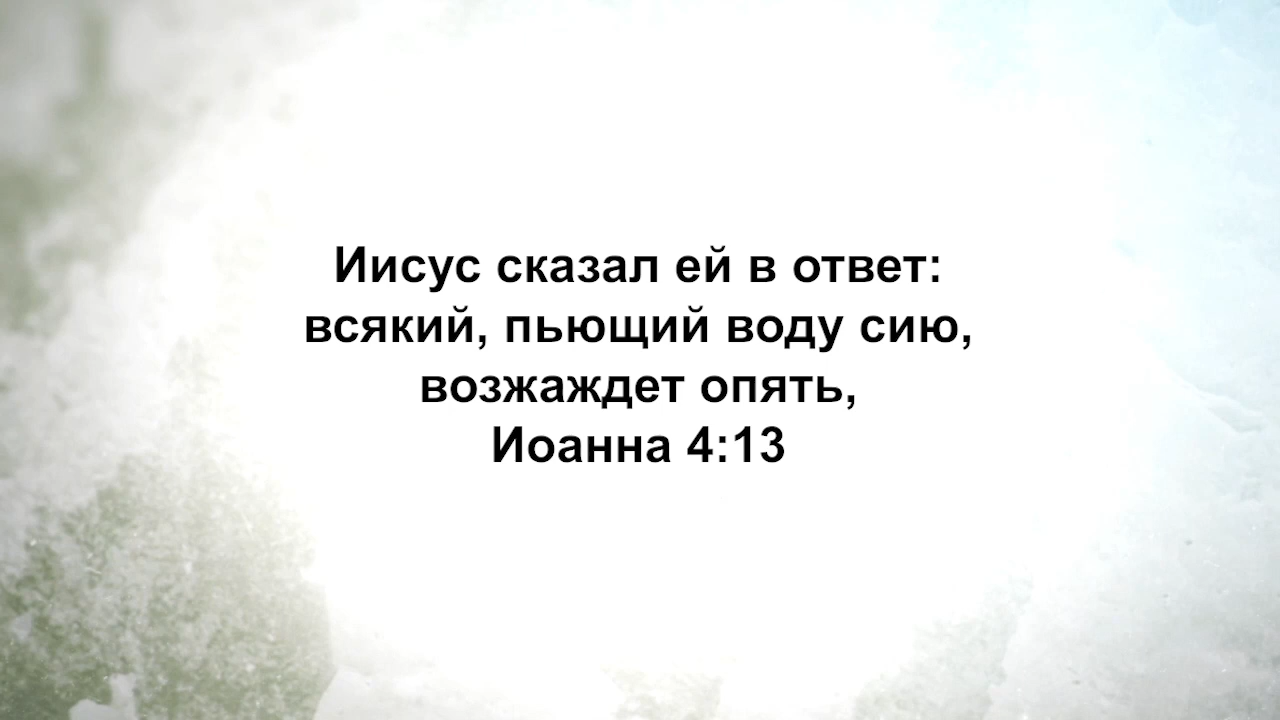 Иисус сказал ей в ответ:
всякий, пьющий воду сию,
возжаждет опять,
Иоанна 4:13